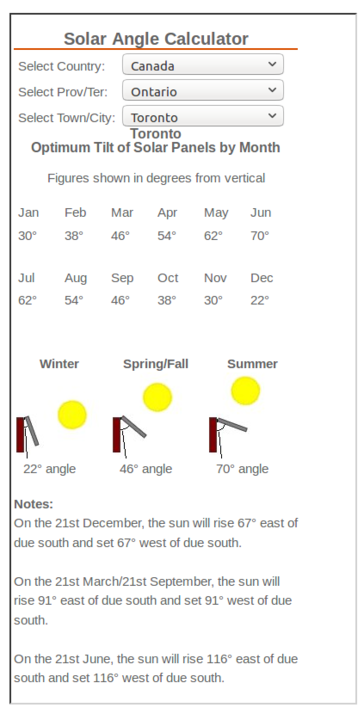 Solar Angle Calculator
Select Country: Canada
Select Prov/Ter: Ontario
Select Town/City: Toronto
Toronto
Optimum Tilt of Solar Panels by Month
Figures shown in degrees from vertical
Jan Feb Mar Apr May Jun
30° 38° 46° 54° 62° 70°
Jul Aug Sep Oct Nov Dec
62° 54° 46° 38° 30° 22°
Winter Spring/Fall Summer
22° angle 46° angle 70° angle
Notes:
On the 21st December, the sun will rise 67° east of
due south and set 67° west of due south.
On the 21st March/21st September, the sun will
rise 91° east of due south and set 91° west of due
south.
On the 21st June, the sun will rise 116° east of due
south and set 116° west of due south.